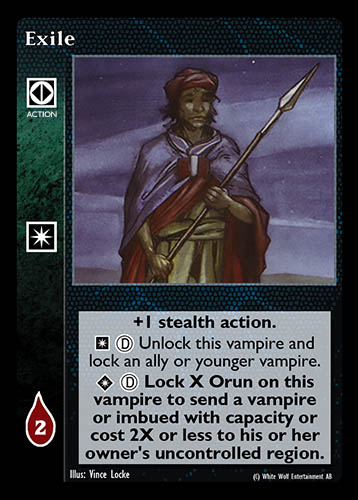 Exile
ACTION
+1 stealth action.
D Unlock this vampire and
lock an ally or younger vampire.
D Lock X Orun on this
vampire to send a vampire
or imbued with capacity or
cost 2X or less to his or her
owner's uncontrolled region.
2
Illus: Vince Locke (C) White Wolf Entertainment AB